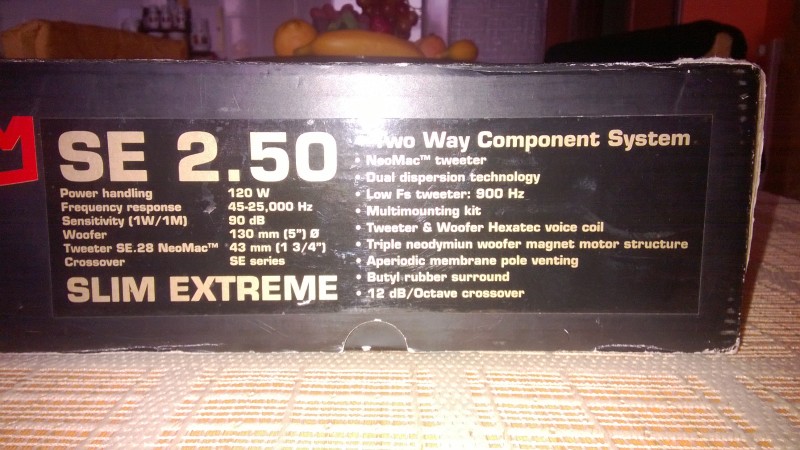 SE 2.50
Power handling 120 W
Frequency response 45-25,000 Hz
Sensitivity (1W/1M) 90 dB
Woofer 130 mm (5") Ø
Tweeter SE.28 NeoMac™ 43 mm (1 3/4")
Crossover SE series
SLIM EXTREME
Two Way Component System
• NeoMac™ tweeter
• Dual dispersion technology
• Low Fs tweeter: 900 Hz
• Multimounting kit
• Tweeter & Woofer Hexatec voice coil
• Triple neodymiun woofer magnet motor structure
• Aperiodic membrane pole venting
• Butyl rubber surround
• 12 dB/Octave crossover